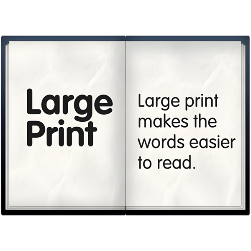 Large
Print
Large print
makes the
words easier
to read.